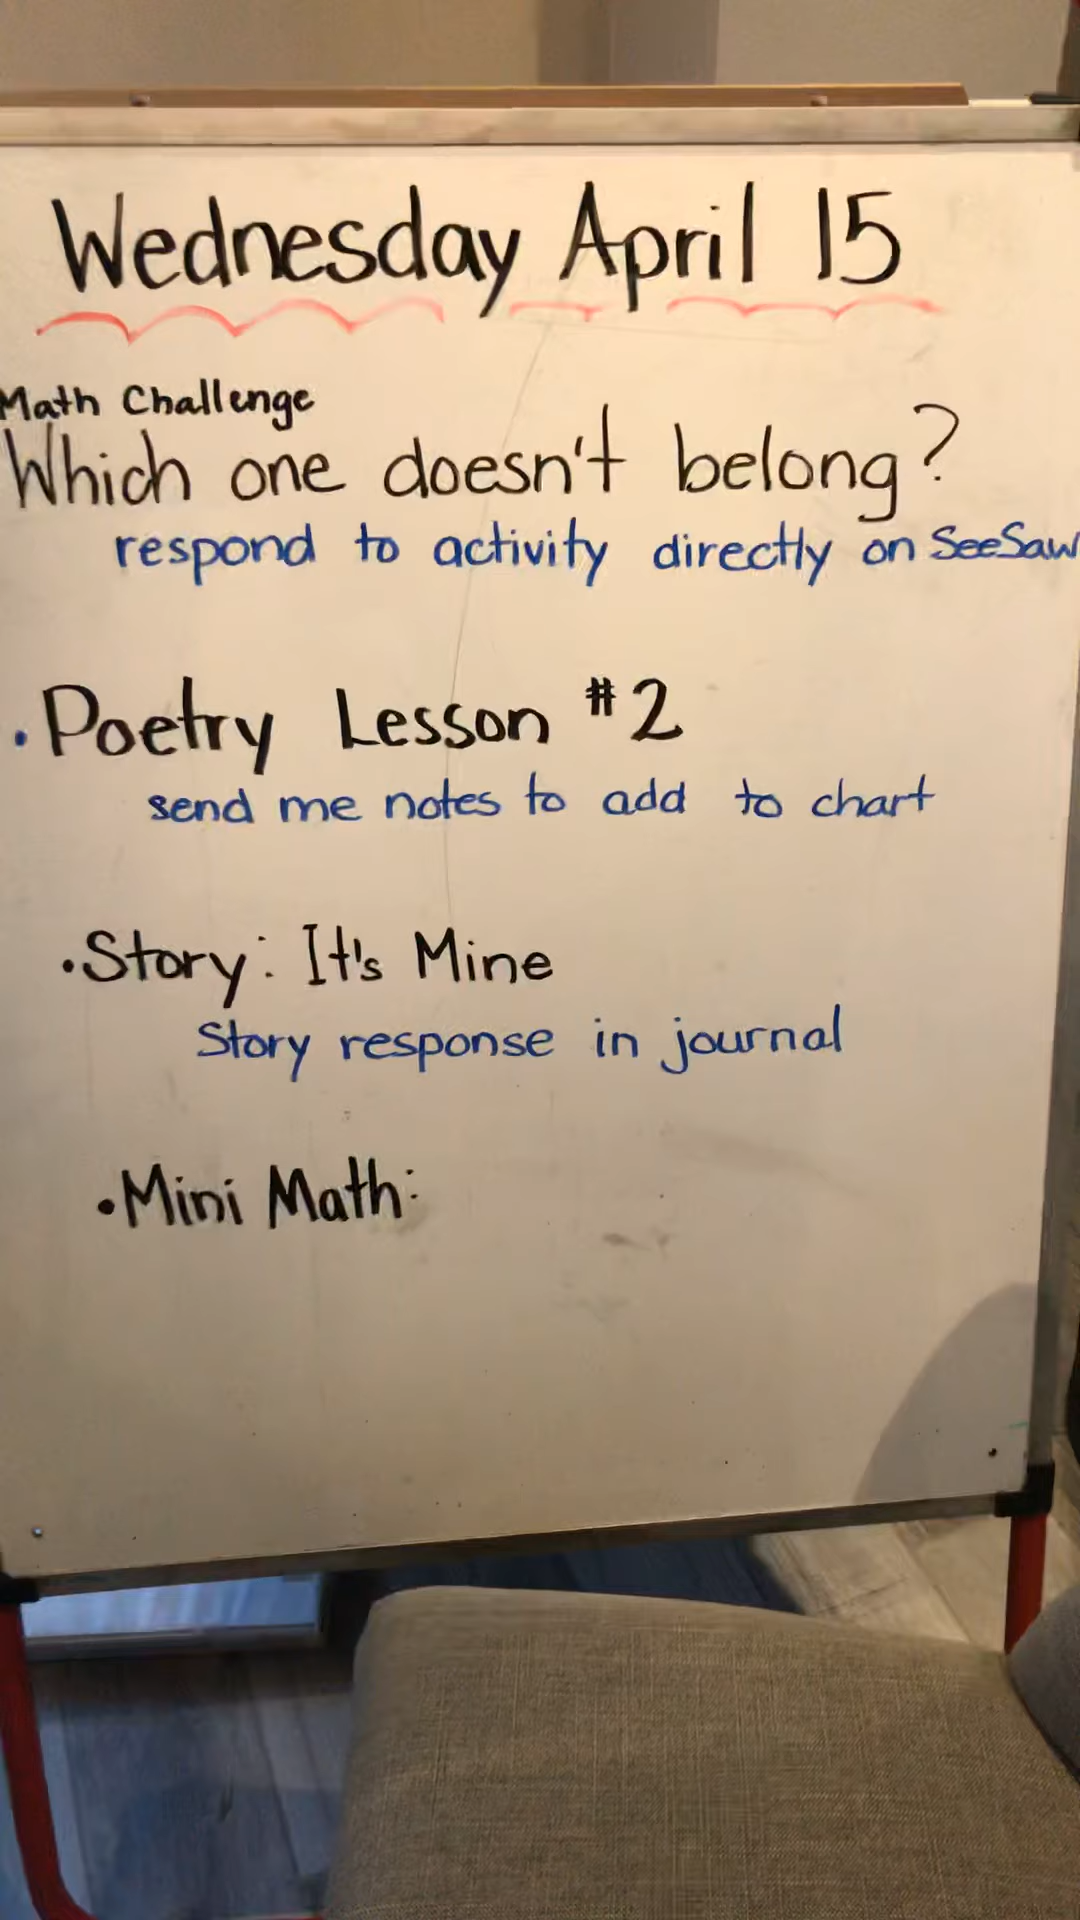 Wednesday April 15
Math Challenge
Which one doesn't belong?
respond to activity directly on SeeSaw
• Poetry Lesson #2
send me notes to add to chart
• Story: It's Mine
Story response in journal
• Mini Math: